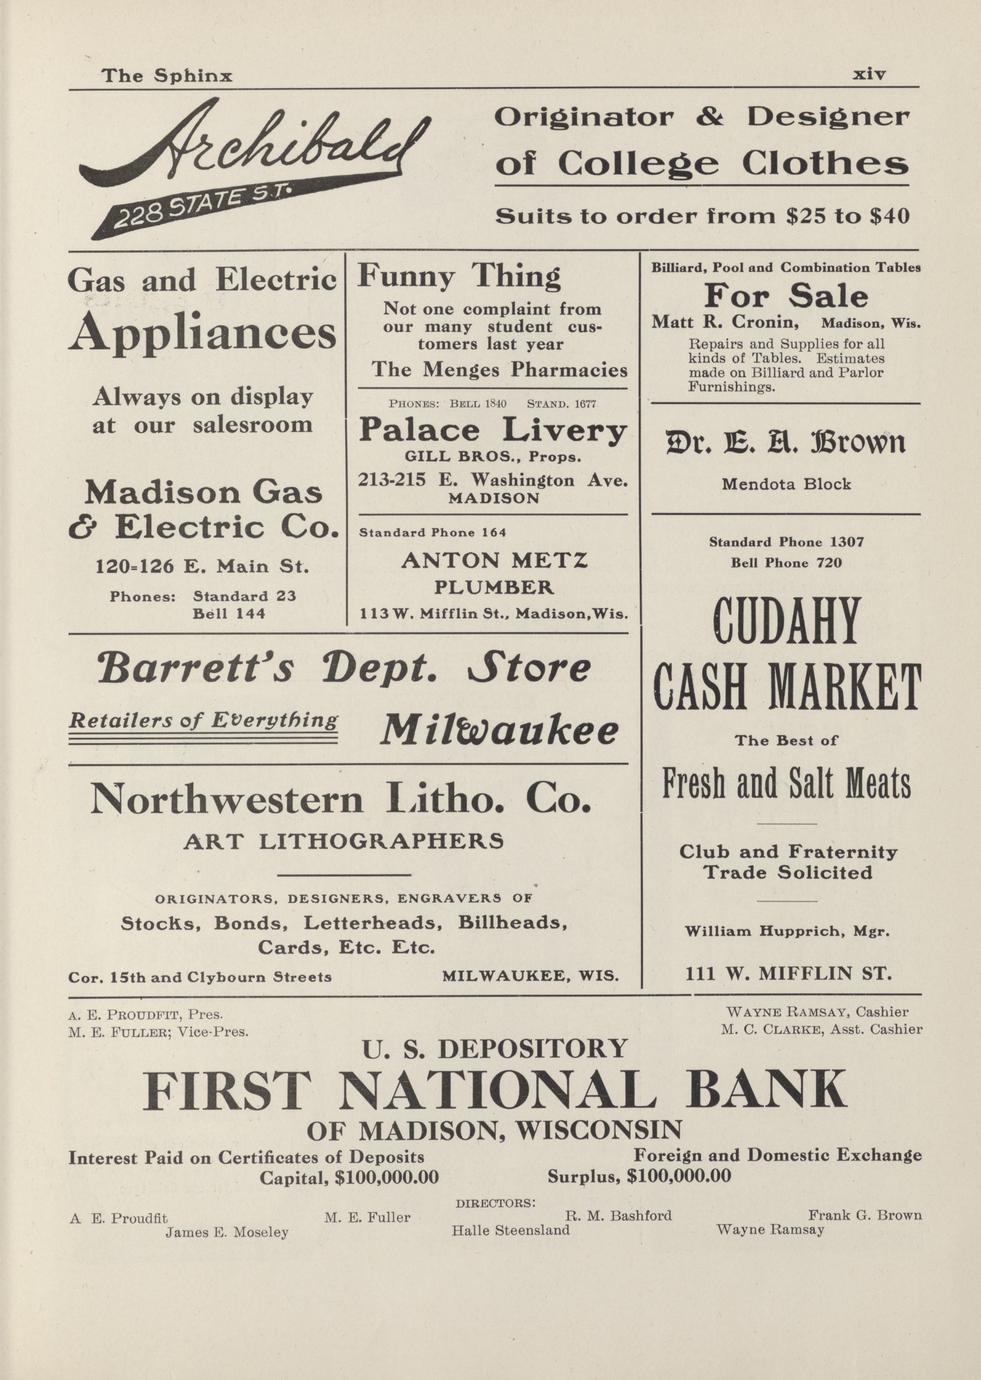 The Sphinx xiv
Archibald
228 STATE S.T.
Originator & Designer
of College Clothes
Suits to order from $25 to $40
Gas and Electric
Appliances
Always on display
at our salesroom
Madison Gas
& Electric Co.
120=126 E. Main St.
Phones: Standard 23
Bell 144
Funny Thing
Not one complaint from
our many student cus-
tomers last year
The Menges Pharmacies
PHONES: BELL 1840 STAND. 1677
Palace Livery
GILL BROS., Props.
213-215 E. Washington Ave.
MADISON
Standard Phone 164
ANTON METZ
PLUMBER
113 W. Mifflin St., Madison, Wis.
Billiard, Pool and Combination Tables
For Sale
Matt R. Cronin, Madison, Wis.
Repairs and Supplies for all
kinds of Tables. Estimates
made on Billiard and Parlor
Furnishings.
Dr. E. A. Brown
Mendota Block
Standard Phone 1307
Bell Phone 720
CUDAHY
CASH MARKET
The Best of
Fresh and Salt Meats
Club and Fraternity
Trade Solicited
William Hupprich, Mgr.
111 W. MIFFLIN ST.
Barrett's Dept. Store
Retailers of Everything Milwaukee
Northwestern Litho. Co.
ART LITHOGRAPHERS
ORIGINATORS, DESIGNERS, ENGRAVERS OF
Stocks, Bonds, Letterheads, Billheads,
Cards, Etc. Etc.
Cor. 15th and Clybourn Streets MILWAUKEE, WIS.
A. E. PROUDFIT, Pres. WAYNE RAMSAY, Cashier
M. E. FULLER; Vice-Pres. M. C. CLARKE, Asst. Cashier
U. S. DEPOSITORY
FIRST NATIONAL BANK
OF MADISON, WISCONSIN
Interest Paid on Certificates of Deposits Foreign and Domestic Exchange
Capital, $100,000.00 Surplus, $100,000.00
DIRECTORS:
A E. Proudfit M. E. Fuller R. M. Bashford Frank G. Brown
James E. Moseley Halle Steensland Wayne Ramsay